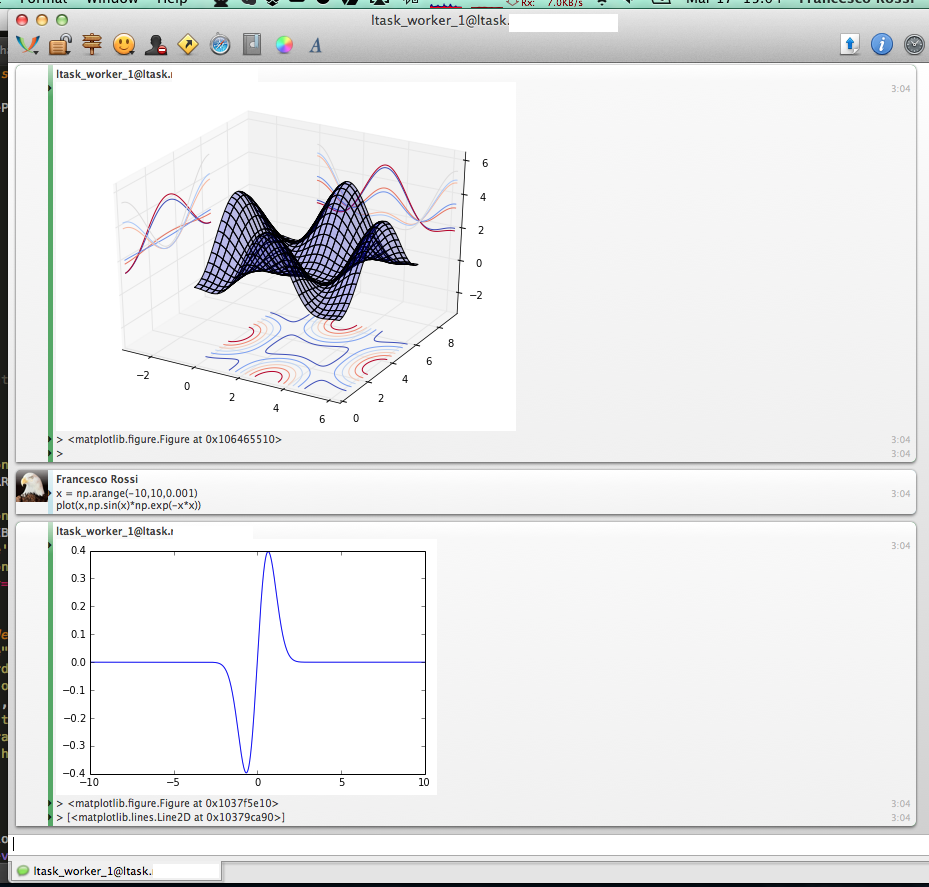 Format Window Help Rx: 7.0KB/s Mar 17 15:04 Francesco Rossi
ltask_worker_1@ltask.
A
ltask_worker_1@ltask.
3:04
6
4
2
0
−2
−2
0
2
4
6
0
2
4
6
8
> <matplotlib.figure.Figure at 0x106465510>
3:04
>
3:04
Francesco Rossi
x = np.arange(-10,10,0.001)
3:04
plot(x,np.sin(x)*np.exp(-x*x))
ltask_worker_1@ltask.
3:04
0.4
0.3
0.2
0.1
0.0
−0.1
−0.2
−0.3
−0.4
−10 −5 0 5 10
> <matplotlib.figure.Figure at 0x1037f5e10>
3:04
> [<matplotlib.lines.Line2D at 0x10379ca90>]
3:04
ltask_worker_1@ltask.